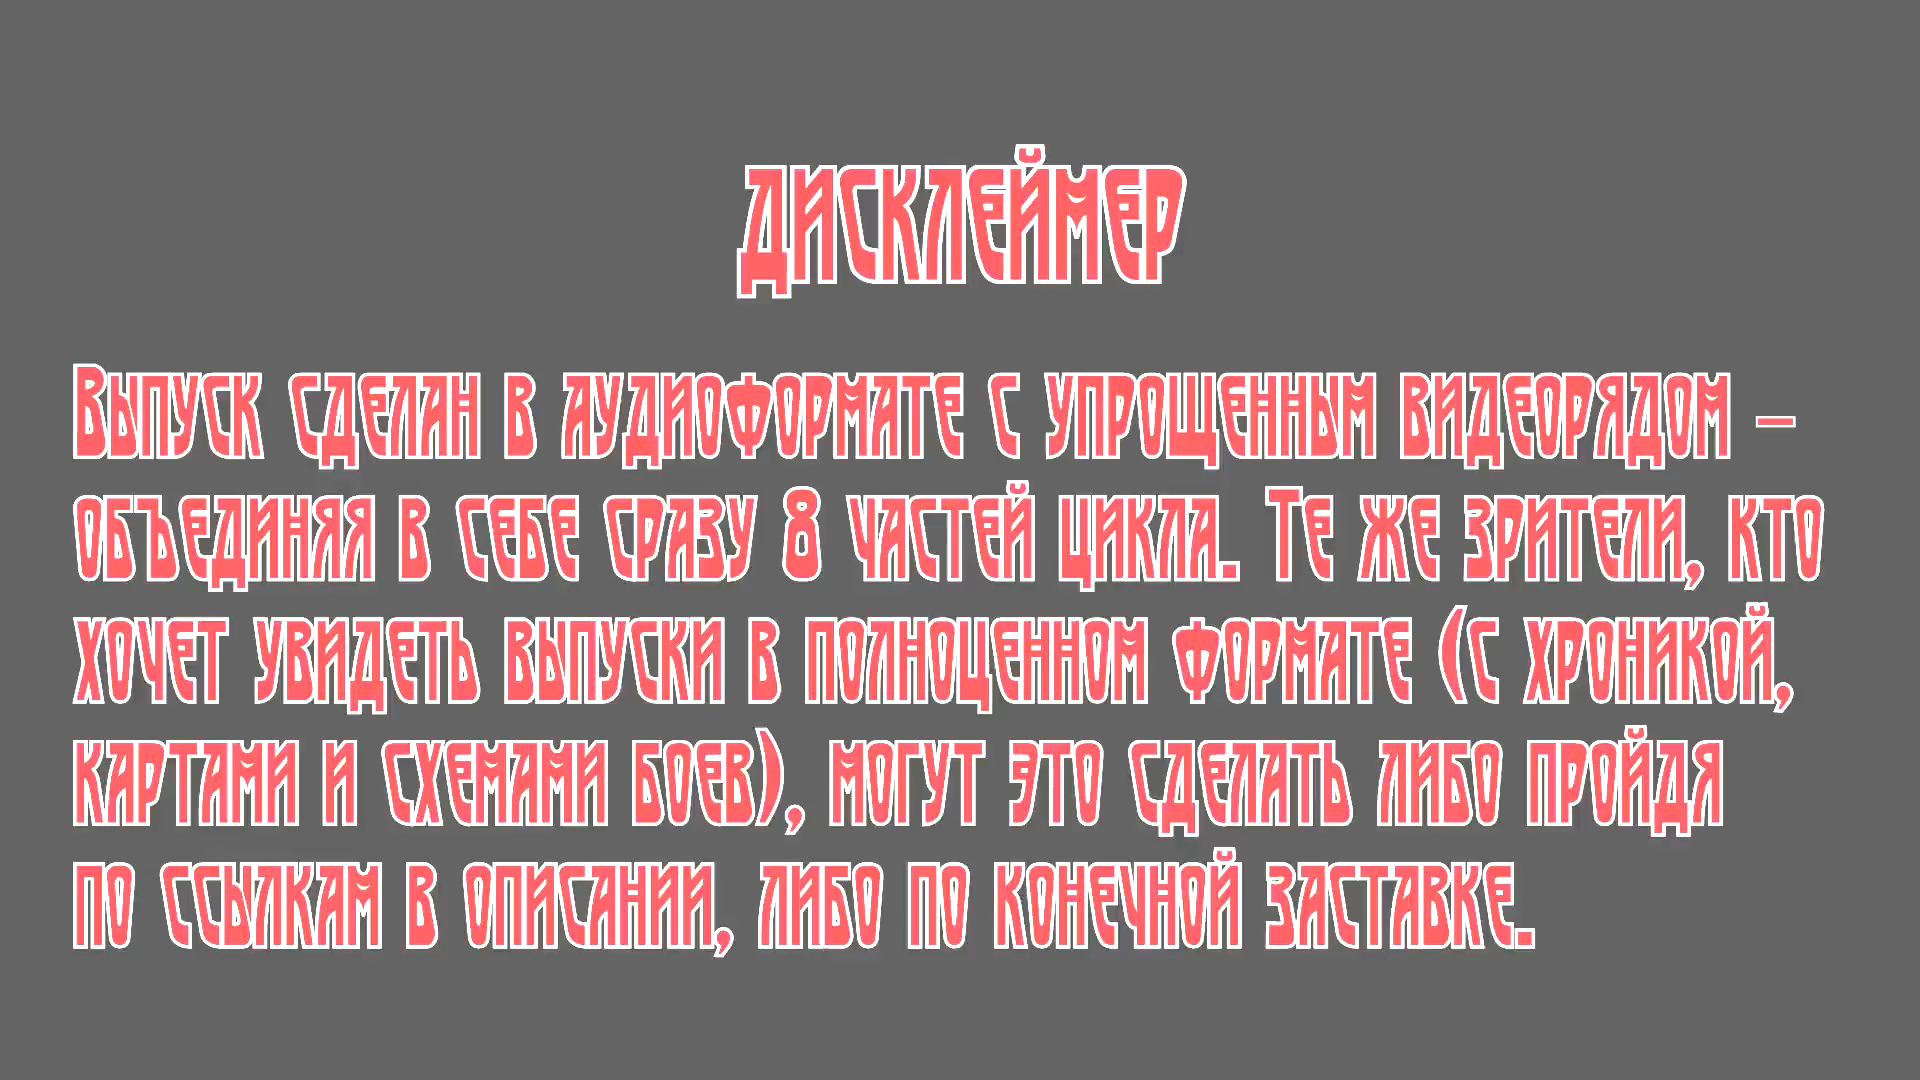 Дисклеймер
Выпуск сделан в аудиоформате с упрощенным видеорядом –
объединяя в себе сразу 8 частей цикла. Те же зрители, кто
хочет увидеть выпуски в полноценном формате (с хроникой,
картами и схемами боев), могут это сделать либо пройдя
по ссылкам в описании, либо по конечной заставке.